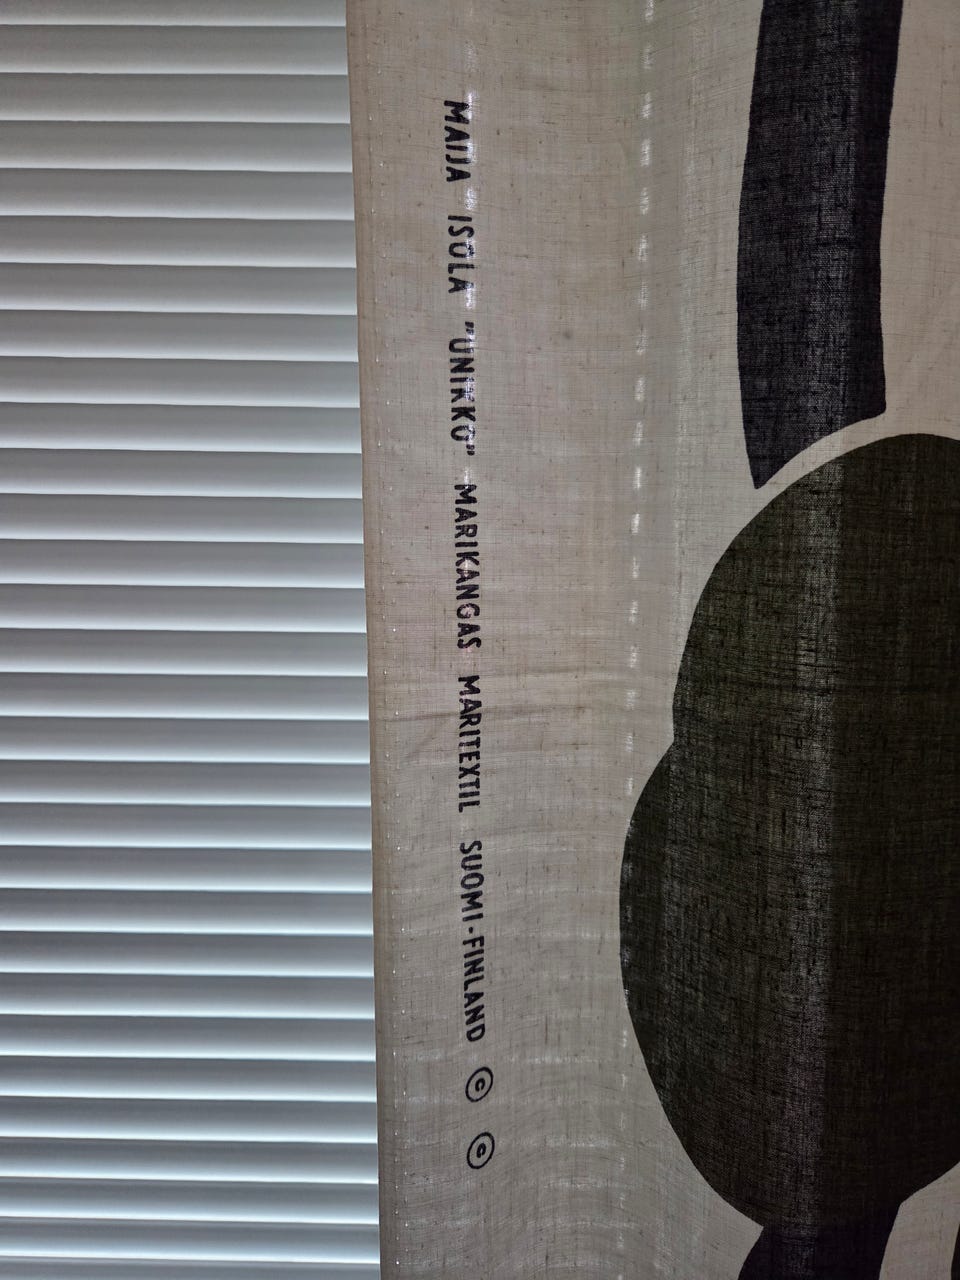 MAIJA ISOLA "UNIKKO" MARIKANGAS MARITEXTIL SUOMI-FINLAND © ©